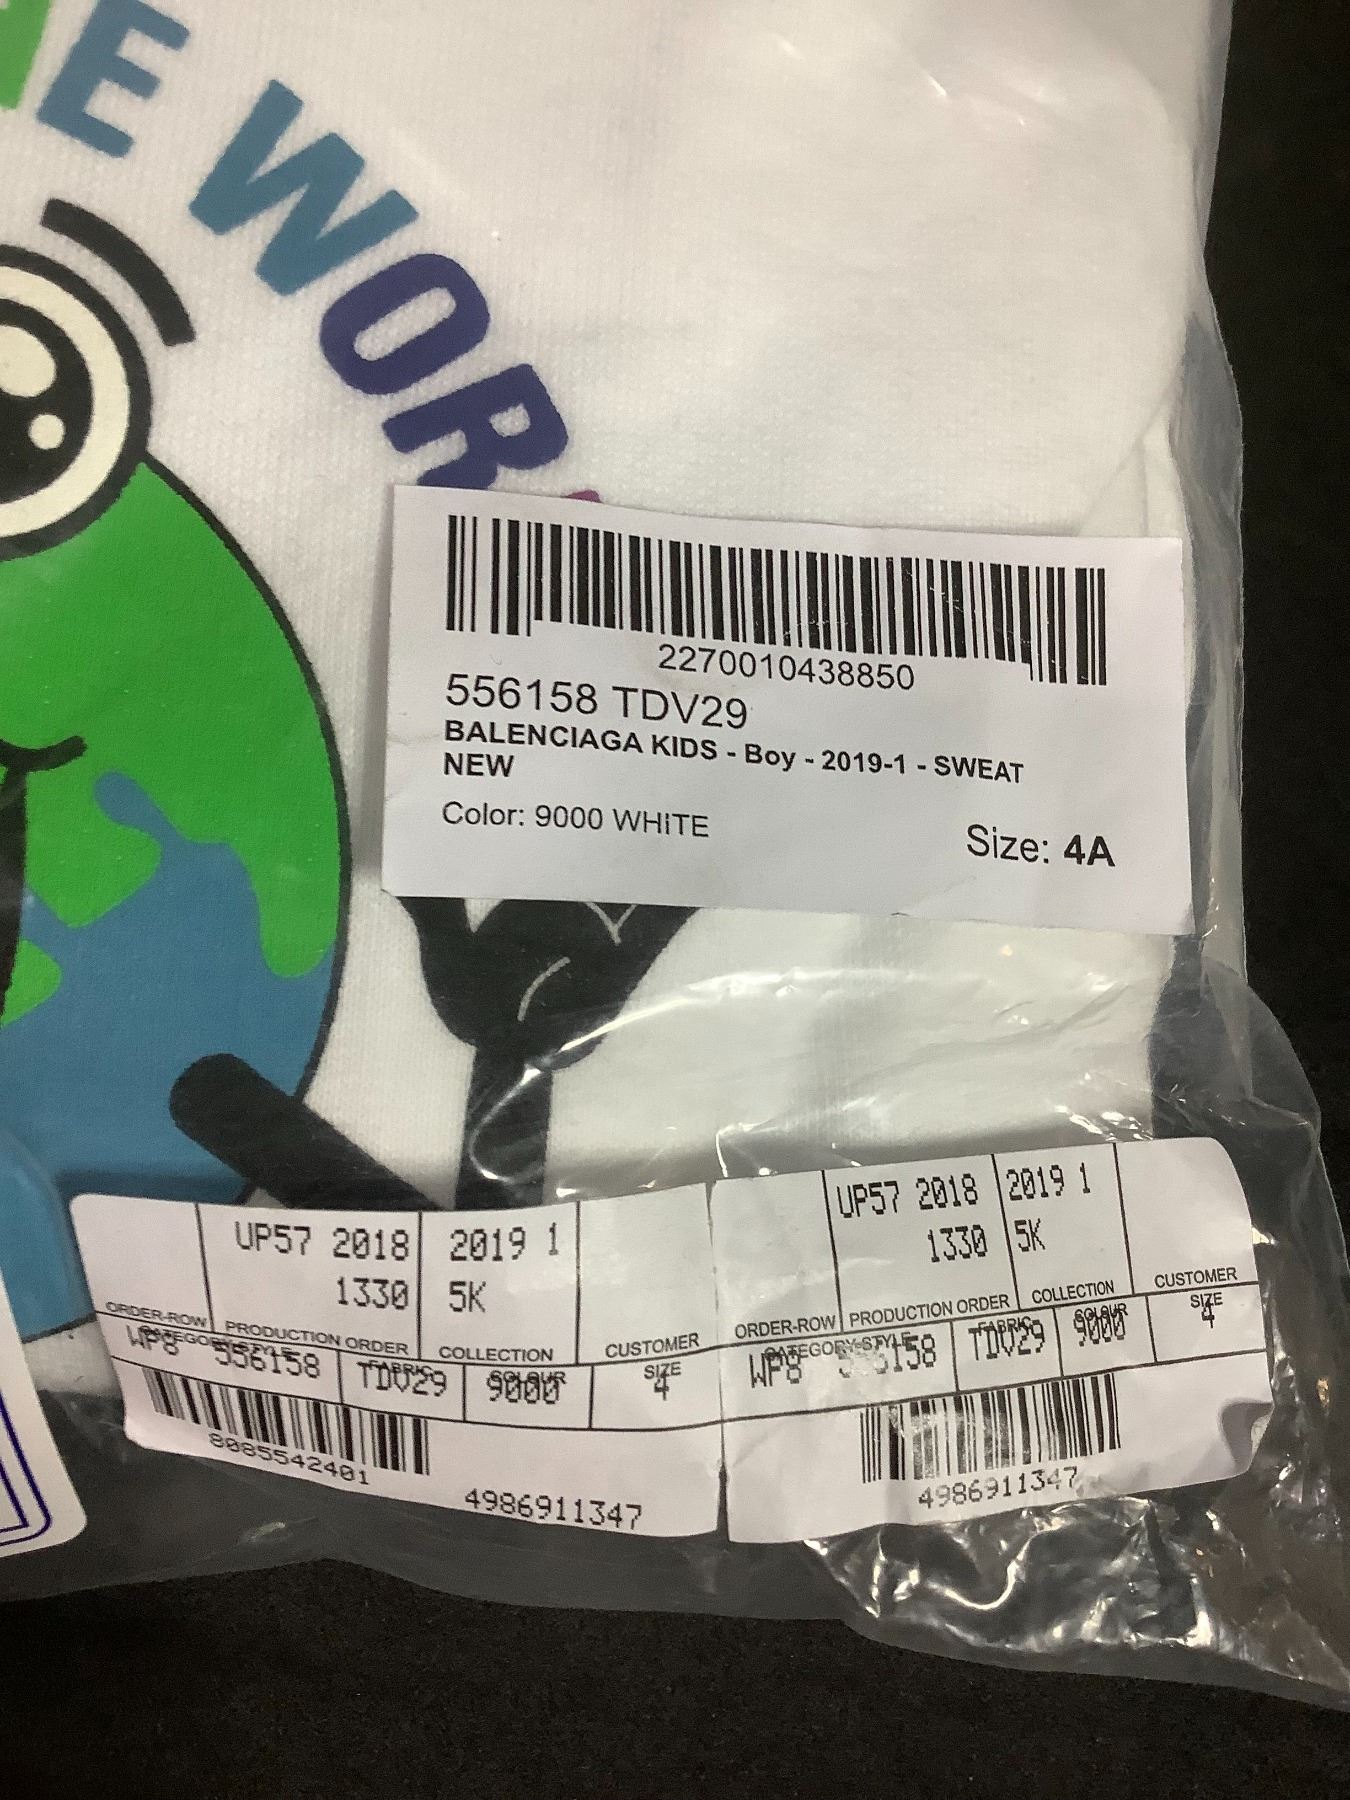 E WOR
2270010438850
556158 TDV29
BALENCIAGA KIDS - Boy - 2019-1 - SWEAT
NEW
Color: 9000 WHITE
Size: 4A
UP57 2018
1330
2019 1
5K
ORDER-ROW
PRODUCTION ORDER
COLLECTION
CUSTOMER
CATEGORY-STYLE
WP8 556158
FABRIC
TDV29
COLOUR
9000
SIZE
4
8085542401
4986911347
UP57 2018
1330
2019 1
5K
ORDER-ROW
PRODUCTION ORDER
COLLECTION
CUSTOMER
CATEGORY-STYLE
WP8 556158
FABRIC
TDV29
COLOUR
9000
SIZE
4
4986911347